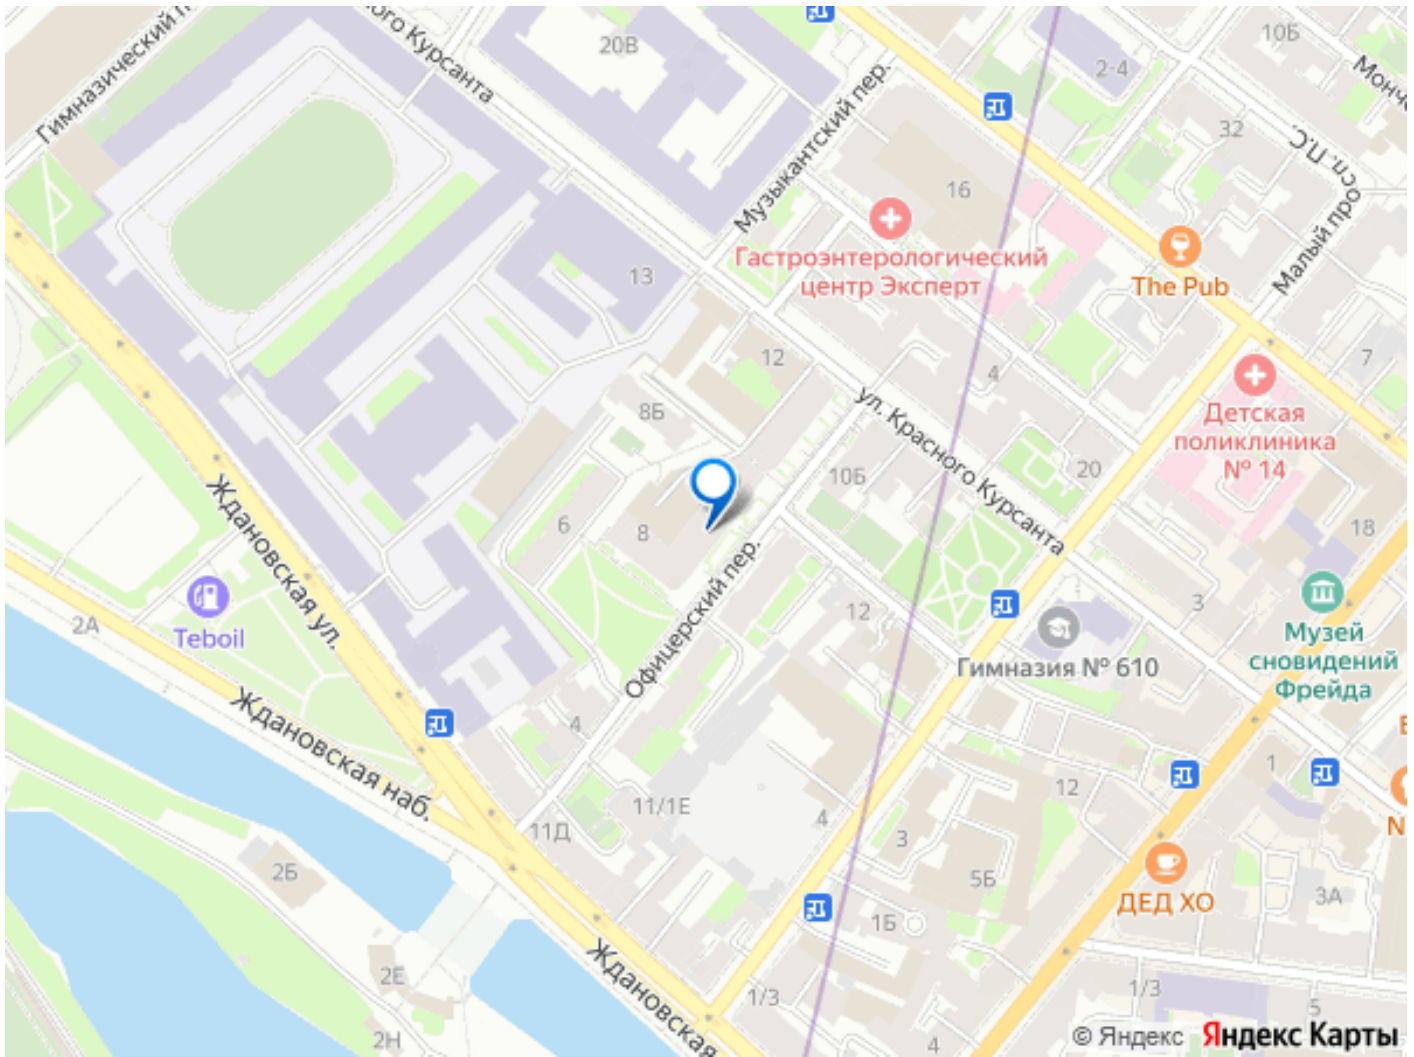 Гимназический п
ого Курсанта
20В
2-4
10Б
Монч
Музыкантский пер.
32
просп. П.С.
Малый
16
Гастроэнтерологический
центр Эксперт
The Pub
13
12
4
7
8Б
ул. Красного Курсанта
Детская
поликлиника
№ 14
20
10Б
18
6
8
Ждановская ул.
Офицерский пер.
Teboil
2А
12
3
Гимназия № 610
Музей
сновидений
Фрейда
Ждановская наб.
4
11/1Е
11Д
4
3
12
1
N
2Б
5Б
ДЕД ХО
3А
1Б
2Е
Ждановская
1/3
1/3
5
2Н
4
© Яндекс Яндекс Карты